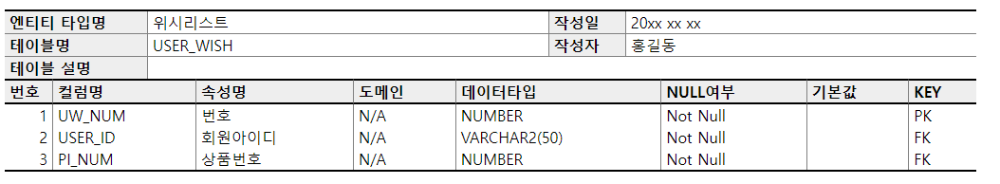 엔티티 타입명 위시리스트 작성일 20xx xx xx
테이블명 USER_WISH 작성자 홍길동
테이블 설명
번호 컬럼명 속성명 도메인 데이터타입 NULL여부 기본값 KEY
1 UW_NUM 번호 N/A NUMBER Not Null PK
2 USER_ID 회원아이디 N/A VARCHAR2(50) Not Null FK
3 PI_NUM 상품번호 N/A NUMBER Not Null FK